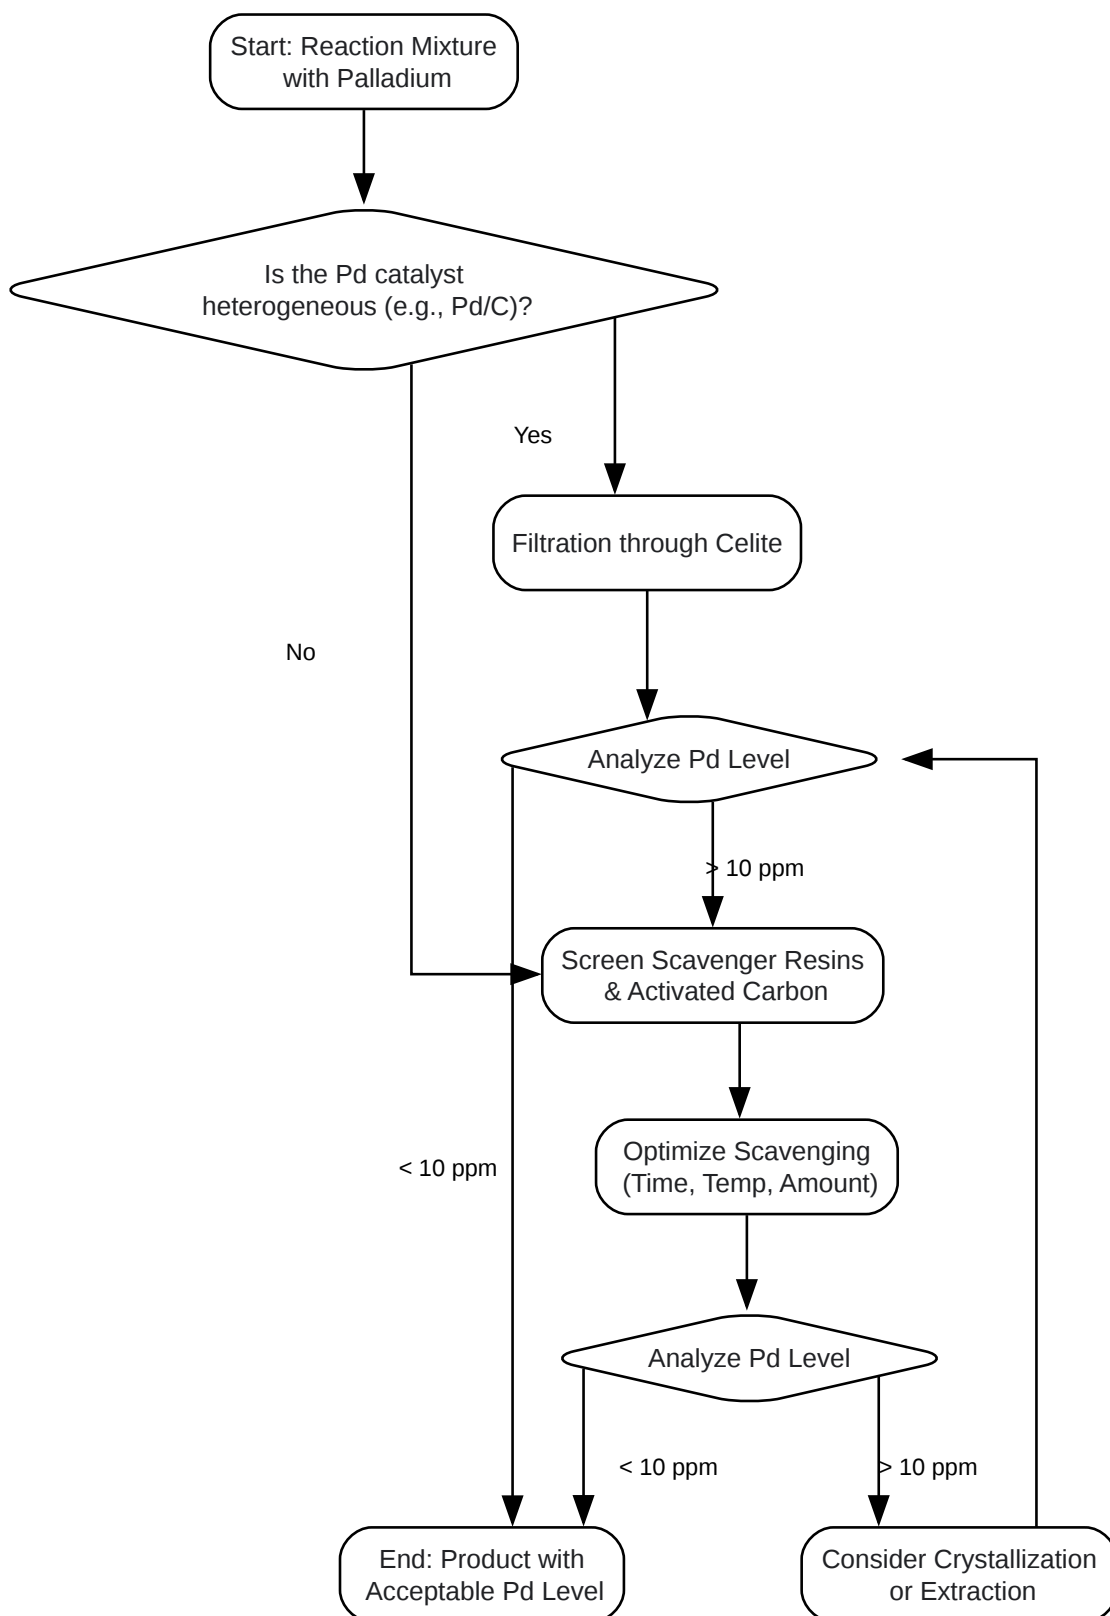 Start: Reaction Mixture
with Palladium
Is the Pd catalyst
heterogeneous (e.g., Pd/C)?
Yes
Filtration through Celite
No
Analyze Pd Level
> 10 ppm
Screen Scavenger Resins
& Activated Carbon
Optimize Scavenging
(Time, Temp, Amount)
< 10 ppm
Analyze Pd Level
< 10 ppm
> 10 ppm
End: Product with
Acceptable Pd Level
Consider Crystallization
or Extraction